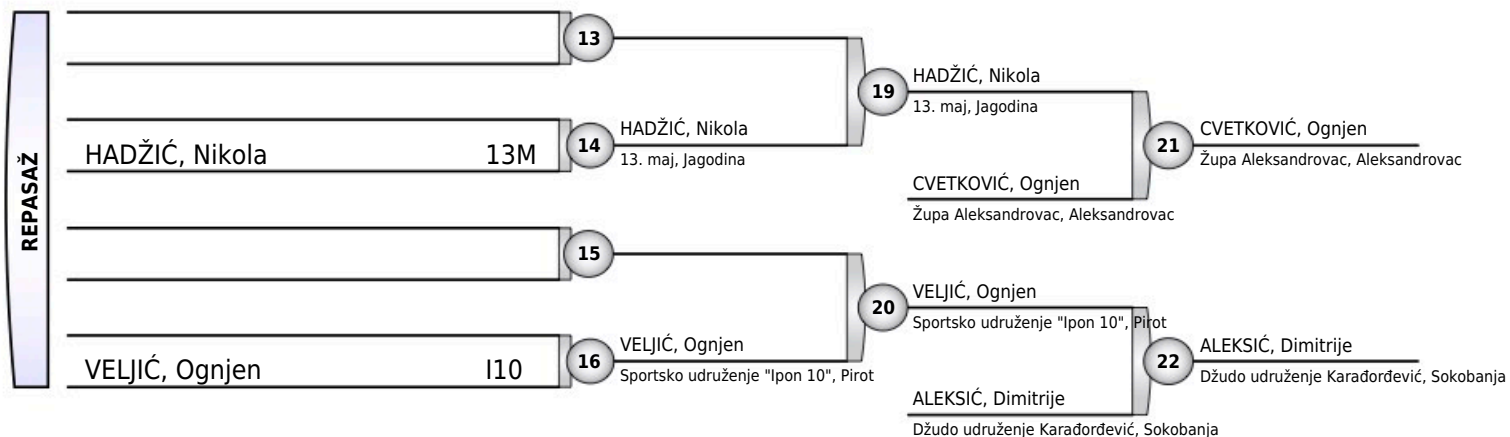 REPASAŽ
13
HADŽIĆ, Nikola 13M
14
HADŽIĆ, Nikola
13. maj, Jagodina
19
HADŽIĆ, Nikola
13. maj, Jagodina
CVETKOVIĆ, Ognjen
Župa Aleksandrovac, Aleksandrovac
21
CVETKOVIĆ, Ognjen
Župa Aleksandrovac, Aleksandrovac
15
VELJIĆ, Ognjen I10
16
VELJIĆ, Ognjen
Sportsko udruženje "Ipon 10", Pirot
20
VELJIĆ, Ognjen
Sportsko udruženje "Ipon 10", Pirot
ALEKSIĆ, Dimitrije
Džudo udruženje Karađorđević, Sokobanja
22
ALEKSIĆ, Dimitrije
Džudo udruženje Karađorđević, Sokobanja